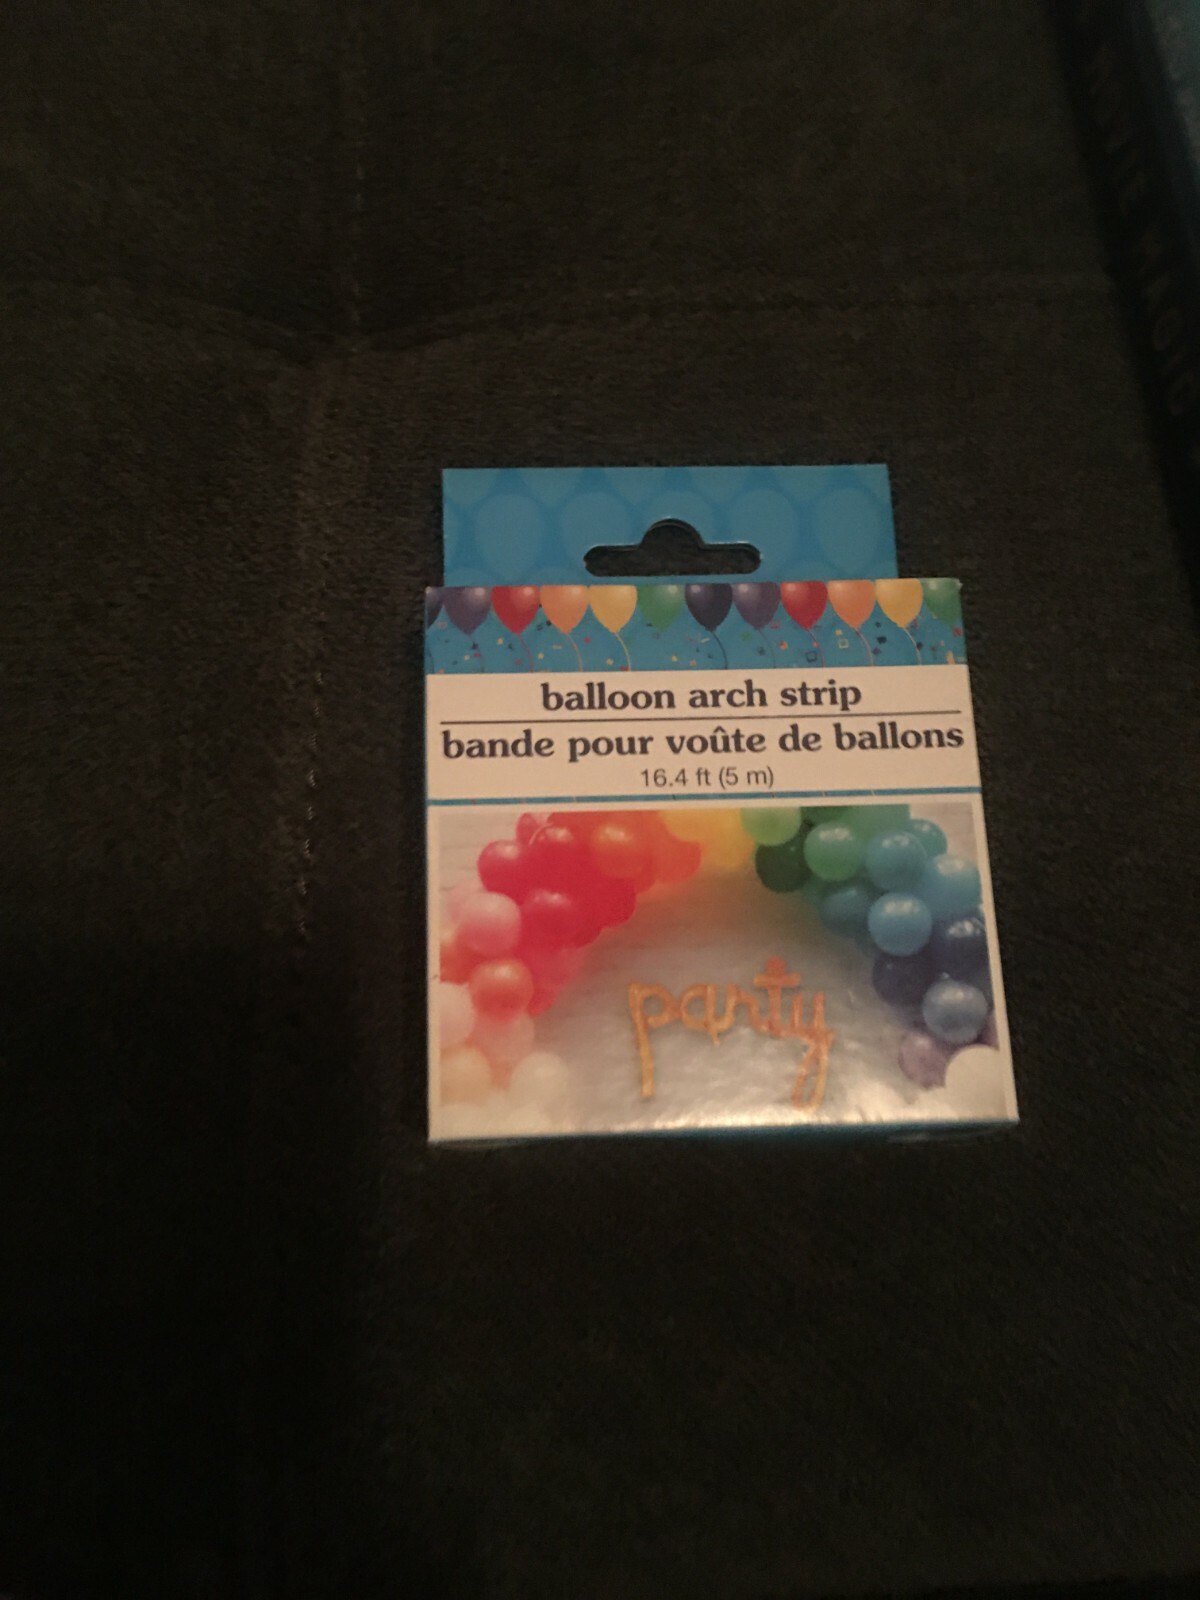 balloon arch strip
bande pour voûte de ballons
16.4 ft (5 m)
party